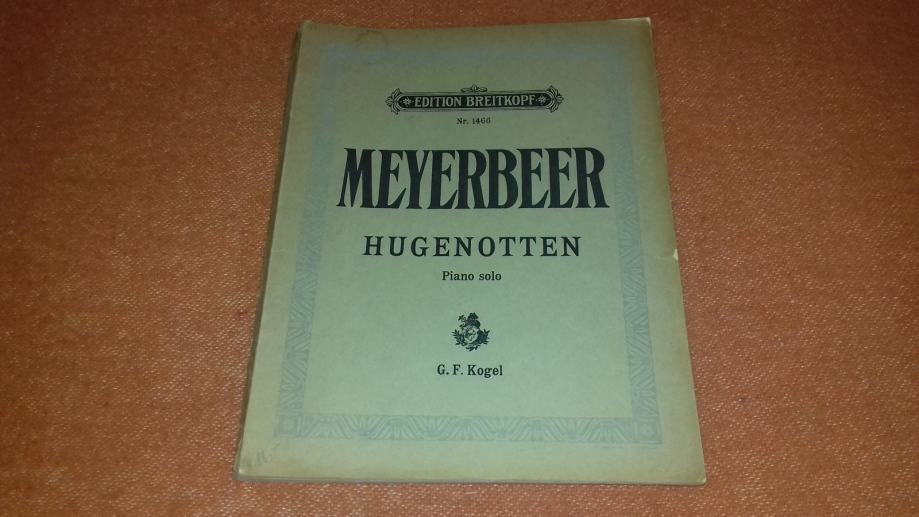 EDITION BREITKOPF
Nr. 1466
MEYERBEER
HUGENOTTEN
Piano solo
G. F. Kogel